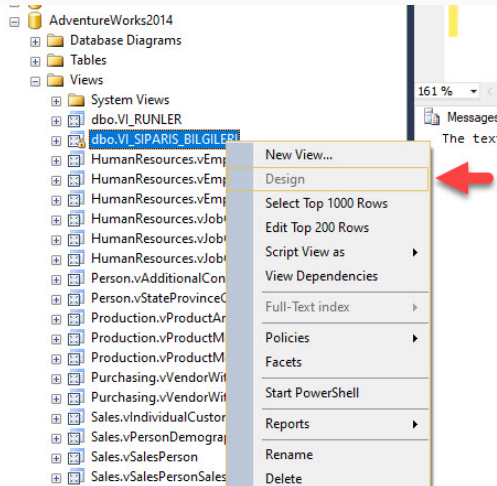 AdventureWorks2014
Database Diagrams
Tables
Views
System Views
dbo.VI_RUNLER
dbo.VI_SIPARIS_BILGILERI
HumanResources.vEmp
HumanResources.vEmp
HumanResources.vEmp
HumanResources.vJob
HumanResources.vJob
HumanResources.vJob
Person.vAdditionalCon
Person.vStateProvinceC
Production.vProductAn
Production.vProductM
Production.vProductM
Purchasing.vVendorWit
Purchasing.vVendorWit
Sales.vIndividualCustor
Sales.vPersonDemogra
Sales.vSalesPerson
Sales.vSalesPersonSales
New View...
Design
Select Top 1000 Rows
Edit Top 200 Rows
Script View as
View Dependencies
Full-Text index
Policies
Facets
Start PowerShell
Reports
Rename
Delete
161 %
Messages
The text